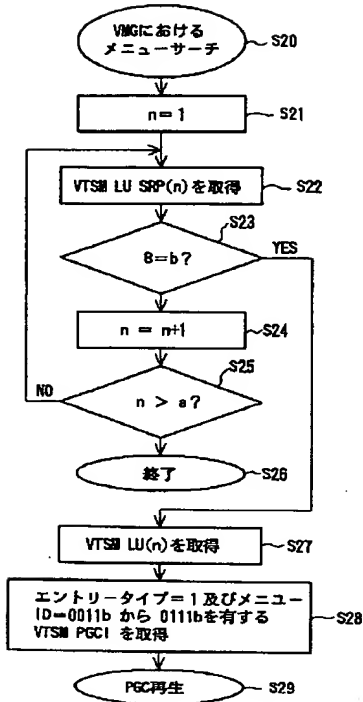 VMGにおける
メニューサーチ
S20
n=1
S21
VTSM LU SRP(n)を取得
S22
S23
8=b?
YES
n = n+1
S24
S25
NO
n > a?
終了
S26
VTSM LU(n)を取得
S27
エントリータイプ=1及びメニュー
ID=0011b から 0111bを有する
VTSM PGCI を取得
S28
PGC再生
S29